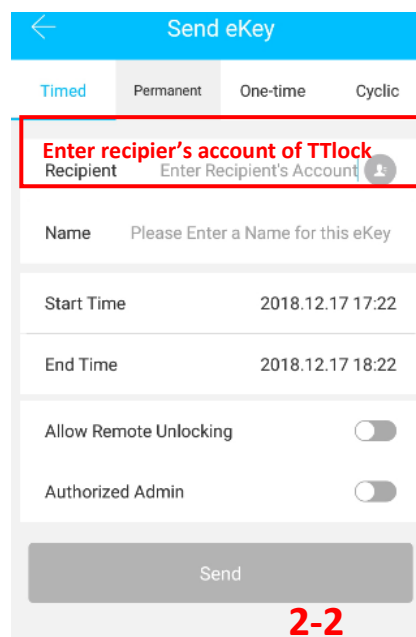 Send eKey
Timed Permanent One-time Cyclic
Enter recipier's account of TTlock
Recipient Enter Recipient's Account
Name Please Enter a Name for this eKey
Start Time 2018.12.17 17:22
End Time 2018.12.17 18:22
Allow Remote Unlocking
Authorized Admin
Send
2-2